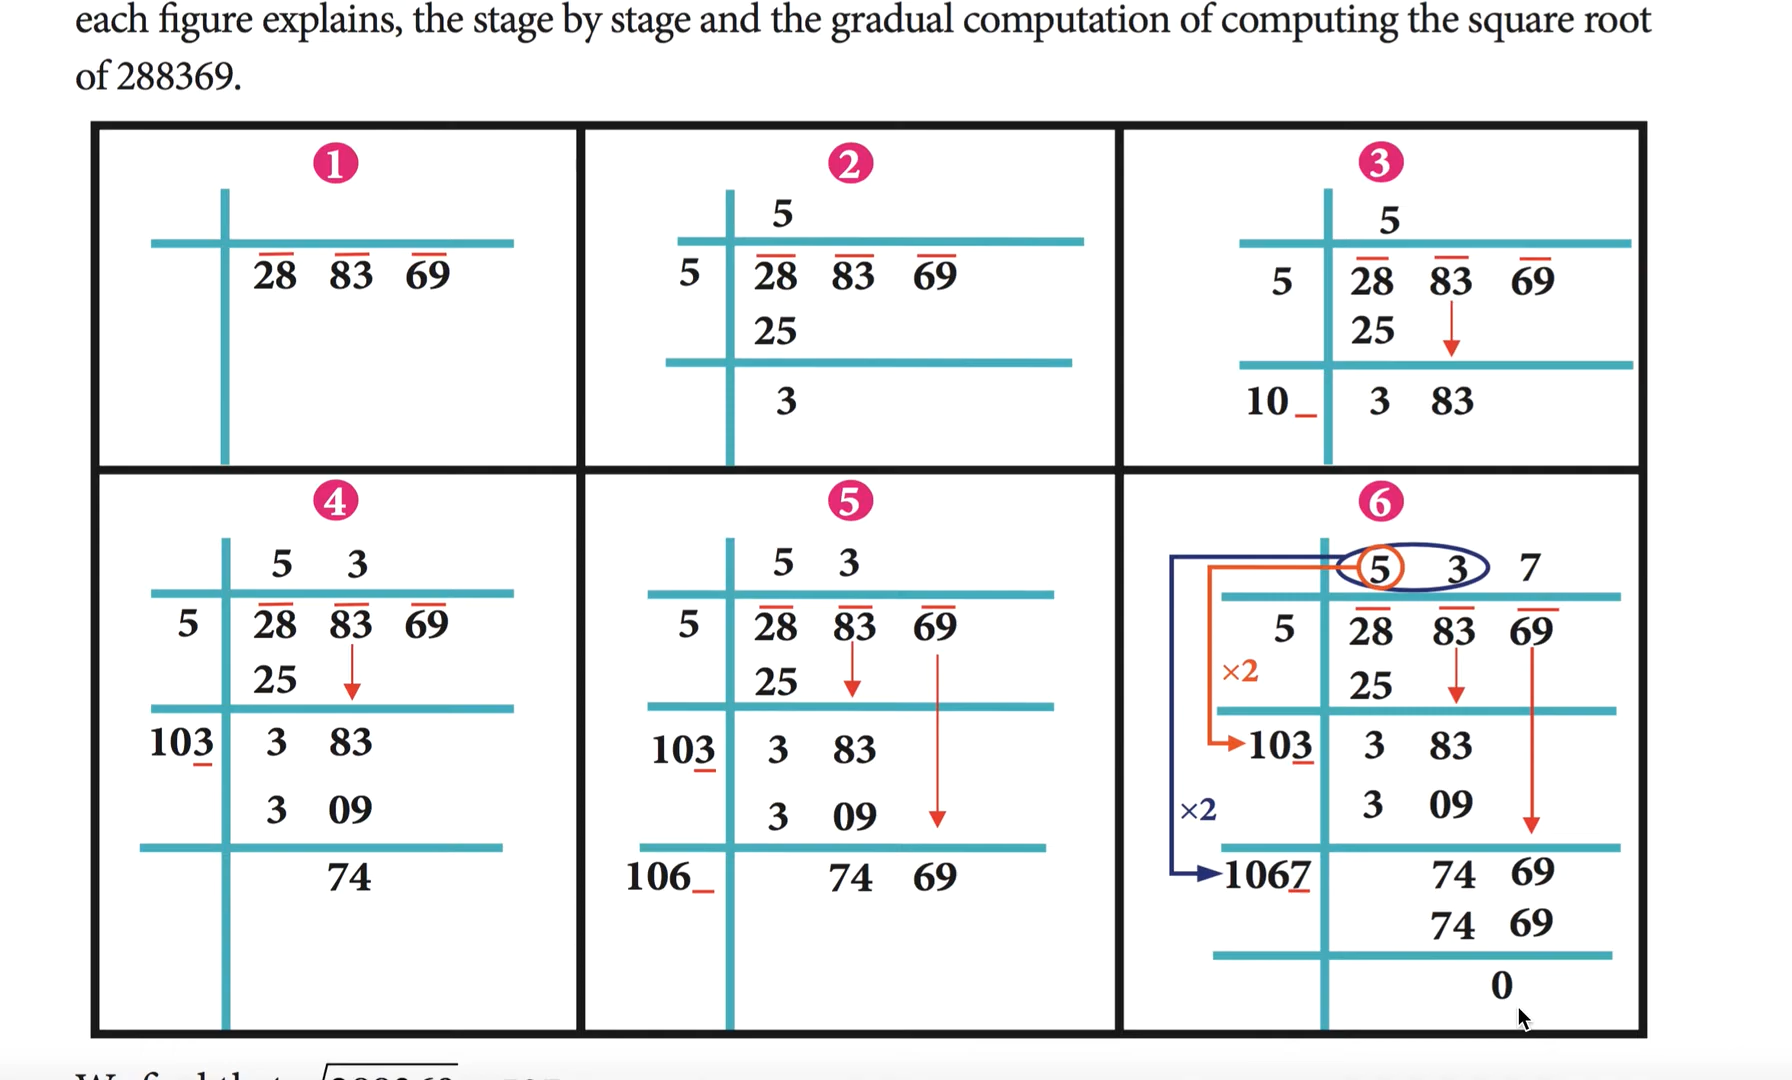 each figure explains, the stage by stage and the gradual computation of computing the square root
of 288369.
1
28 83 69
2
5
5 28 83 69
25
3
3
5
5 28 83 69
25
10_ 3 83
4
5 3
5 28 83 69
25
103 3 83
3 09
74
5
5 3
5 28 83 69
25
103 3 83
3 09
106_ 74 69
6
5 3 7
5 28 83 69
×2 25
103 3 83
×2 3 09
1067 74 69
74 69
0